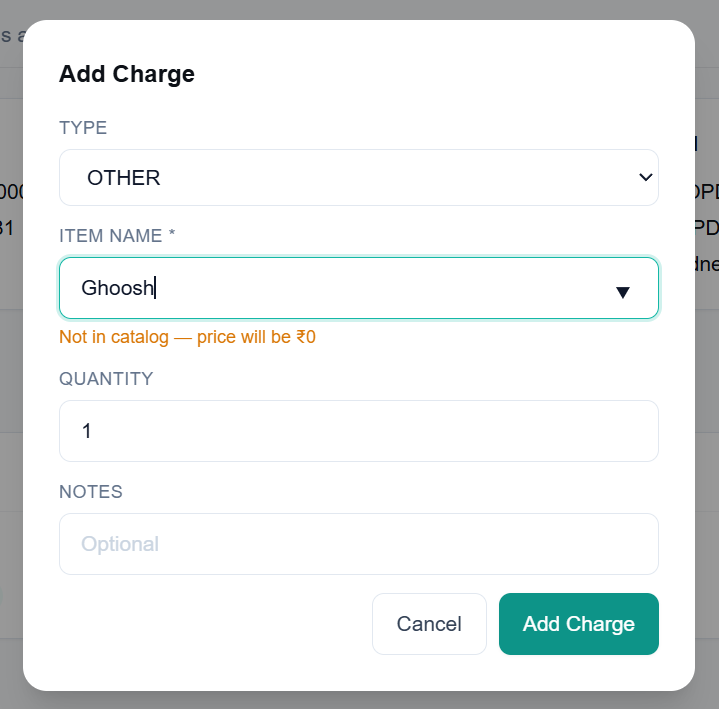 Add Charge
TYPE
OTHER
ITEM NAME *
Ghoosh
Not in catalog — price will be ₹0
QUANTITY
1
NOTES
Optional
Cancel
Add Charge